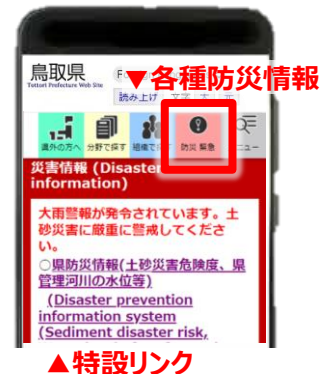 ▼各種防災情報
鳥取県
Tottori Prefecture Web Site
読み上げ 文字 大 元
県外の方へ 分野で探す 組織で探す 防災 緊急 ニュー
災害情報 (Disaster
information)
大雨警報が発令されています。土
砂災害に厳重に警戒してくださ
い。
○県防災情報(土砂災害危険度、県
管理河川の水位等)
(Disaster prevention
information system
(Sediment disaster risk,
▲特設リンク